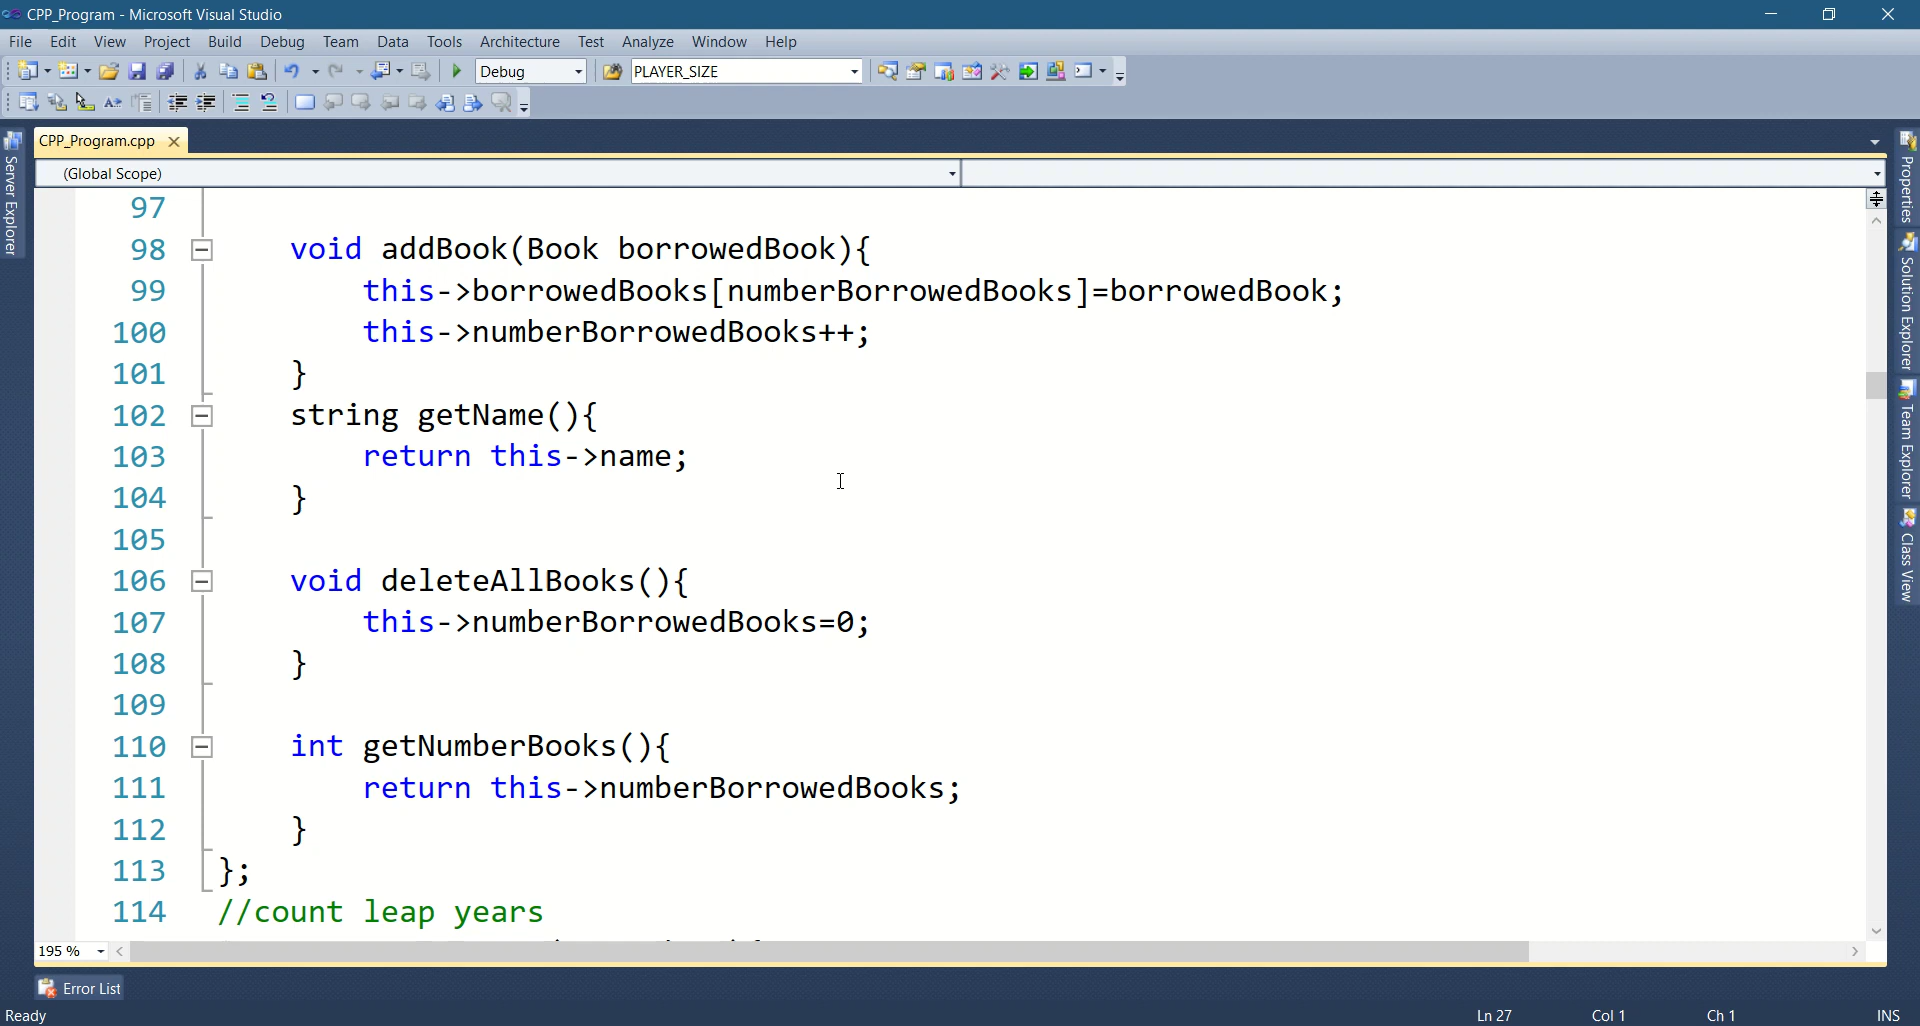 CPP_Program - Microsoft Visual Studio
File Edit View Project Build Debug Team Data Tools Architecture Test Analyze Window Help
Debug PLAYER_SIZE
CPP_Program.cpp
(Global Scope)
Server Explorer
Properties
Solution Explorer
Team Explorer
Class View
97
98 void addBook(Book borrowedBook){
99 this->borrowedBooks[numberBorrowedBooks]=borrowedBook;
100 this->numberBorrowedBooks++;
101 }
102 string getName(){
103 return this->name;
104 }
105
106 void deleteAllBooks(){
107 this->numberBorrowedBooks=0;
108 }
109
110 int getNumberBooks(){
111 return this->numberBorrowedBooks;
112 }
113 };
114 //count leap years
195 %
Error List
Ready Ln 27 Col 1 Ch 1 INS